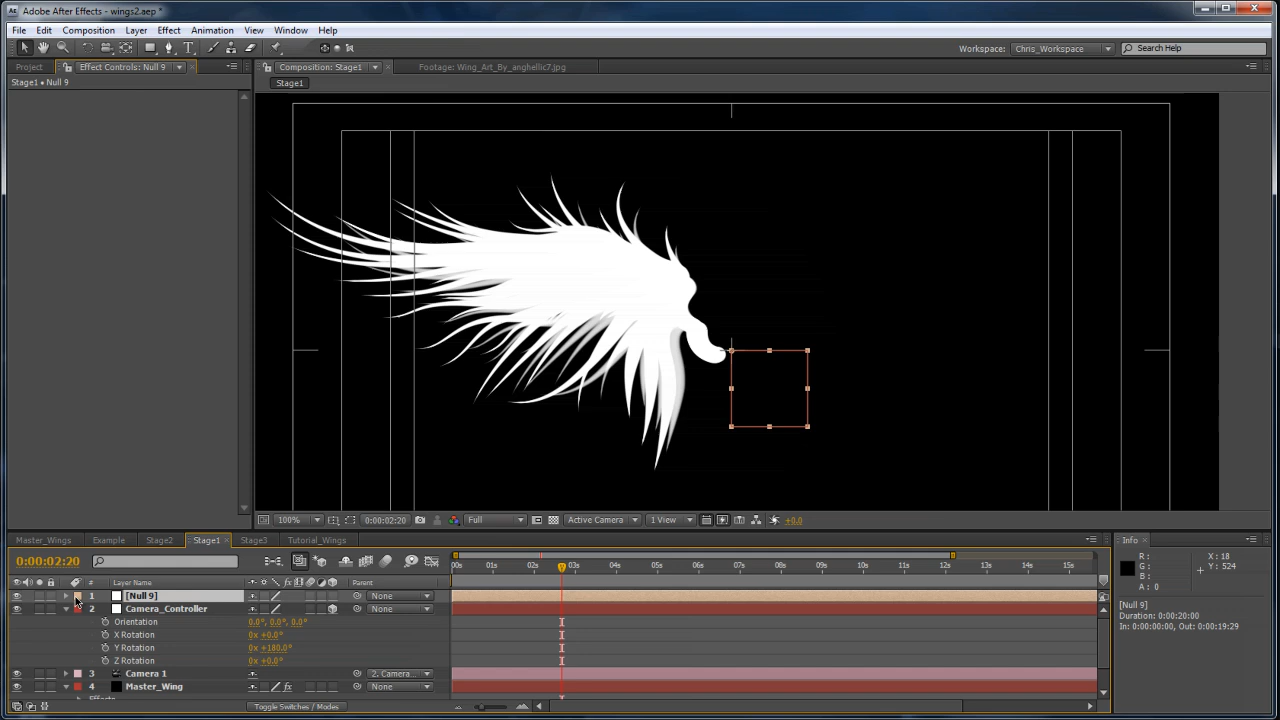 Adobe After Effects - wings2.aep *
File Edit Composition Layer Effect Animation View Window Help
Workspace: Chris_Workspace Search Help
Project Effect Controls: Null 9 Composition: Stage1 Footage: Wing_Art_By_anghellic7.jpg
Stage1 • Null 9
Stage1
100% 0:00:02:20 Full Active Camera 1 View +0.0
Master_Wings Example Stage2 Stage1 Stage3 Tutorial_Wings Info
0:00:02:20
0:00s 01s 02s 03s 04s 05s 06s 07s 08s 09s 10s 11s 12s 13s 14s 15s
R: X: 18
G: Y: 524
B:
A: 0
# Layer Name Parent
1 [Null 9] None
2 Camera_Controller None
Orientation 0.0°, 0.0°, 0.0°
X Rotation 0x +0.0°
Y Rotation 0x +180.0°
Z Rotation 0x +0.0°
3 Camera 1 2. Camera...
4 Master_Wing None
Effects
Toggle Switches / Modes
[Null 9]
Duration: 0:00:20:00
In: 0:00:00:00, Out: 0:00:19:29